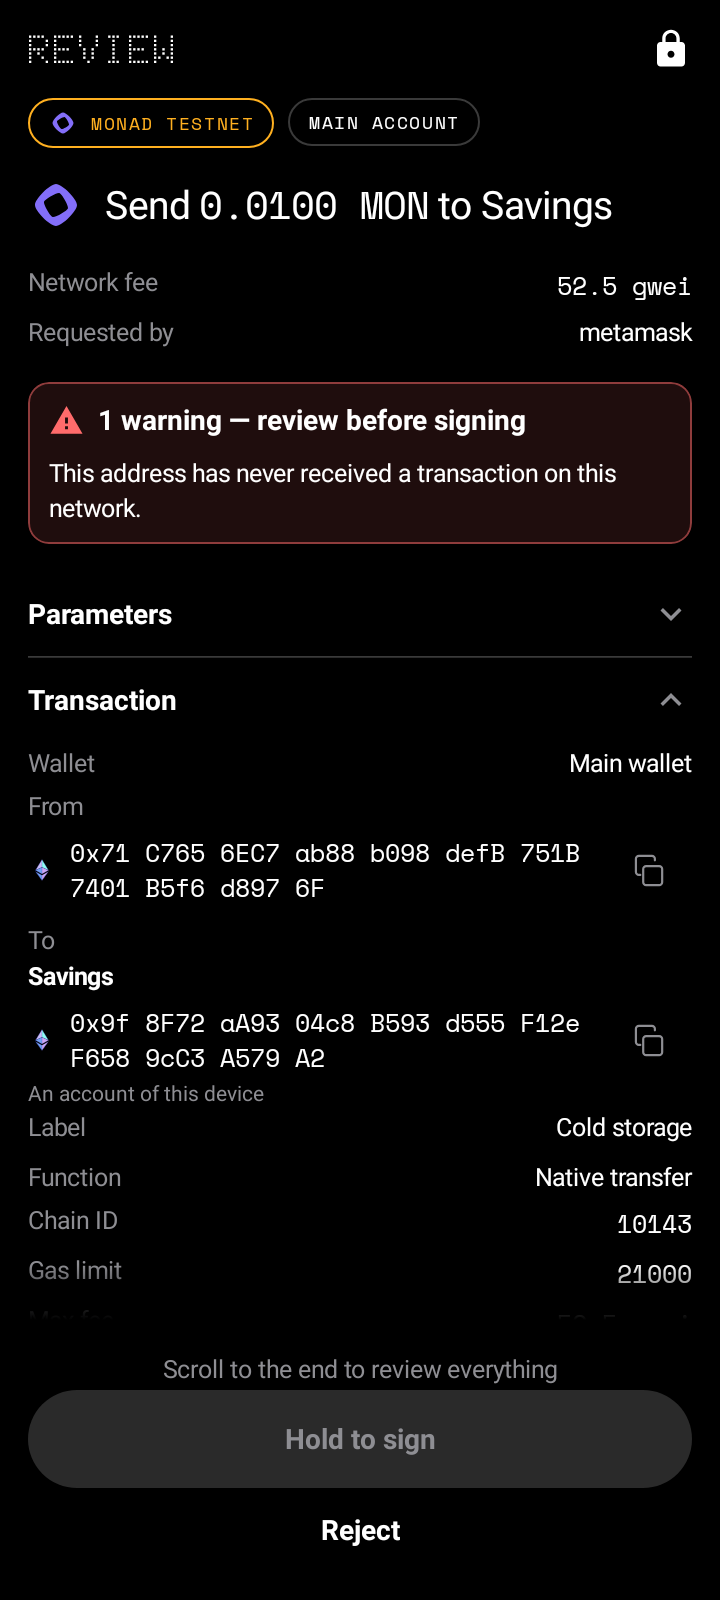 REVIEW
MONAD TESTNET
MAIN ACCOUNT
Send 0.0100 MON to Savings
Network fee
52.5 gwei
Requested by
metamask
1 warning — review before signing
This address has never received a transaction on this
network.
Parameters
Transaction
Wallet
Main wallet
From
0x71 C765 6EC7 ab88 b098 defB 751B
7401 B5f6 d897 6F
To
Savings
0x9f 8F72 aA93 04c8 B593 d555 F12e
F658 9cC3 A579 A2
An account of this device
Label
Cold storage
Function
Native transfer
Chain ID
10143
Gas limit
21000
Scroll to the end to review everything
Hold to sign
Reject